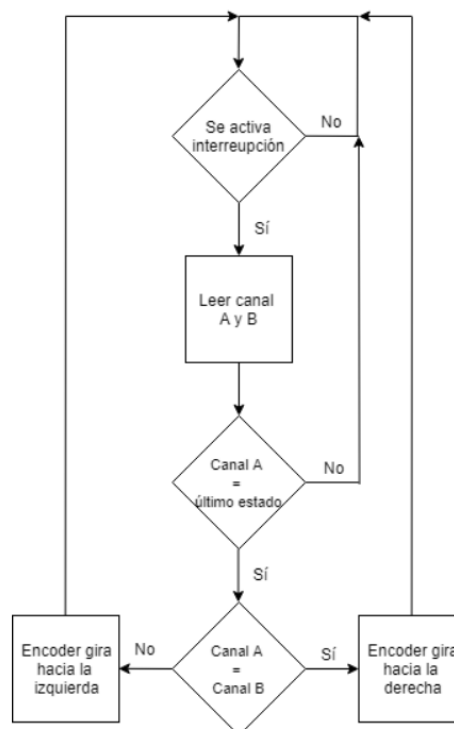 Se activa
interreupción
No
Sí
Leer canal
A y B
Canal A
=
último estado
No
Sí
Encoder gira
hacia la
izquierda
No
Canal A
=
Canal B
Sí
Encoder gira
hacia la
derecha